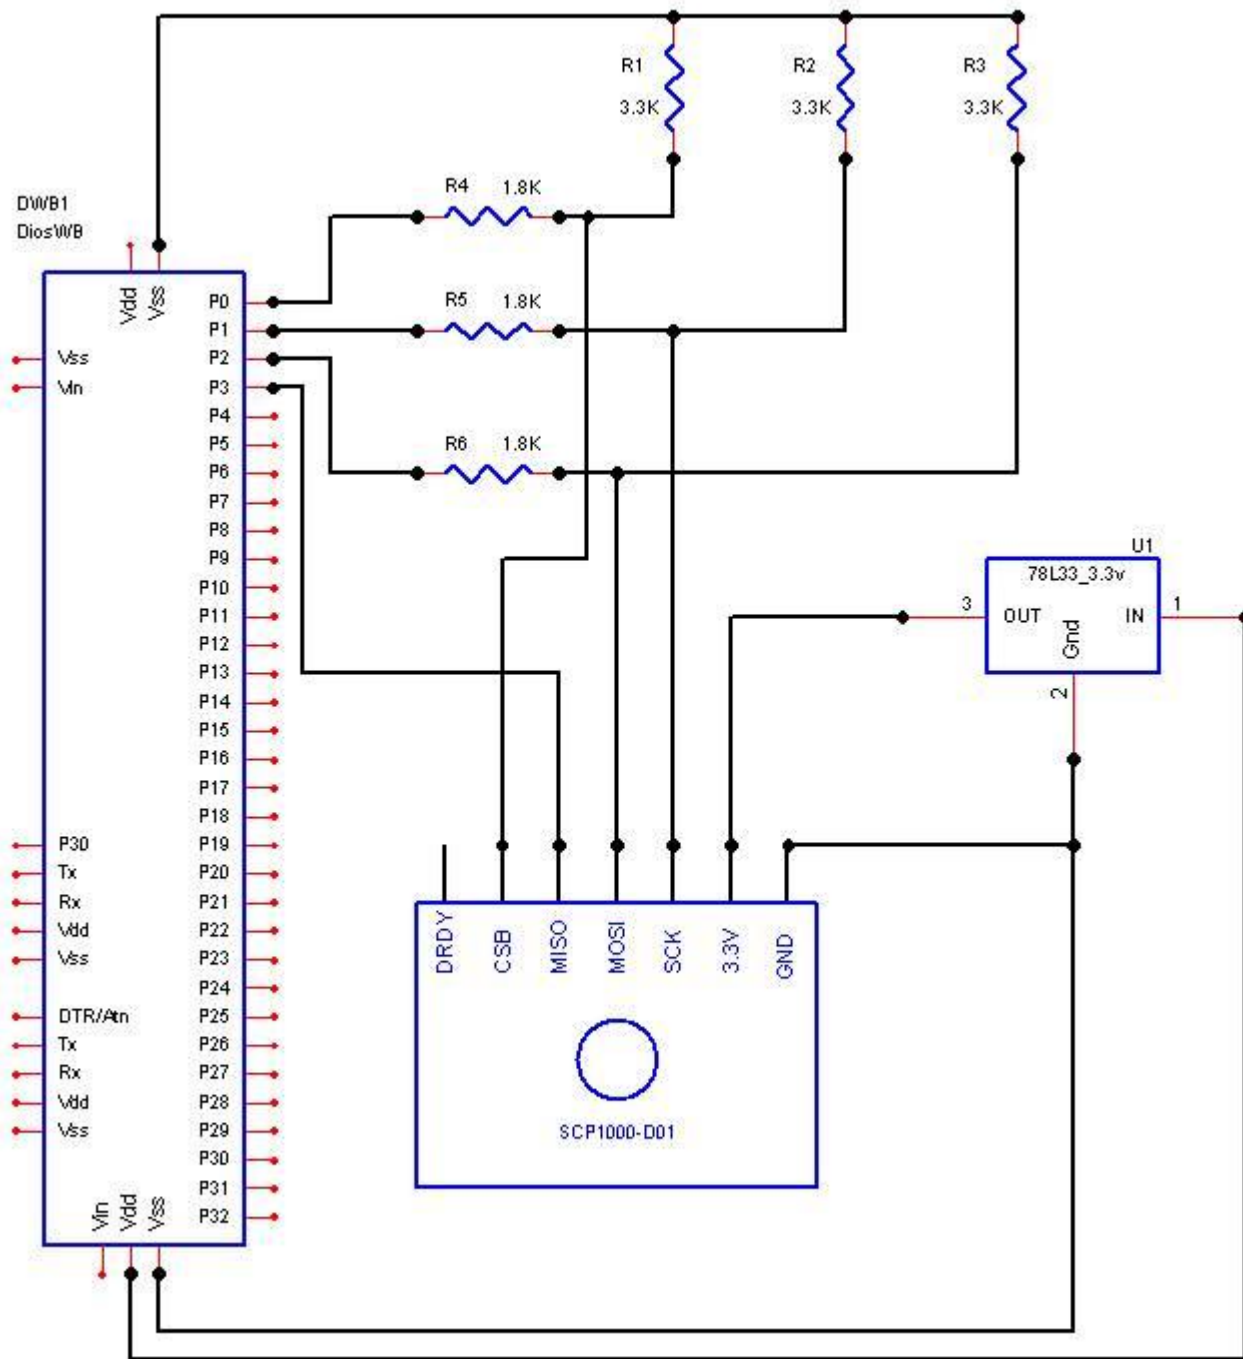 R1
3.3K
R2
3.3K
R3
3.3K
R4 1.8K
DWB1
DiosWB
Vdd
Vss
P0
R5 1.8K
P1
Vss
P2
Vin
P3
P4
P5
R6 1.8K
P6
P7
P8
P9
P10
P11
P12
P13
P14
P15
P16
P17
P18
P30
P19
Tx
P20
Rx
P21
Vdd
P22
Vss
P23
P24
DTR/Atn
P25
Tx
P26
Rx
P27
Vdd
P28
Vss
P29
P30
P31
P32
Vin
Vdd
Vss
U1
78L33_3.3v
3
OUT
IN
1
Gnd
2
DRDY
CSB
MISO
MOSI
SCK
3.3V
GND
SCP1000-D01